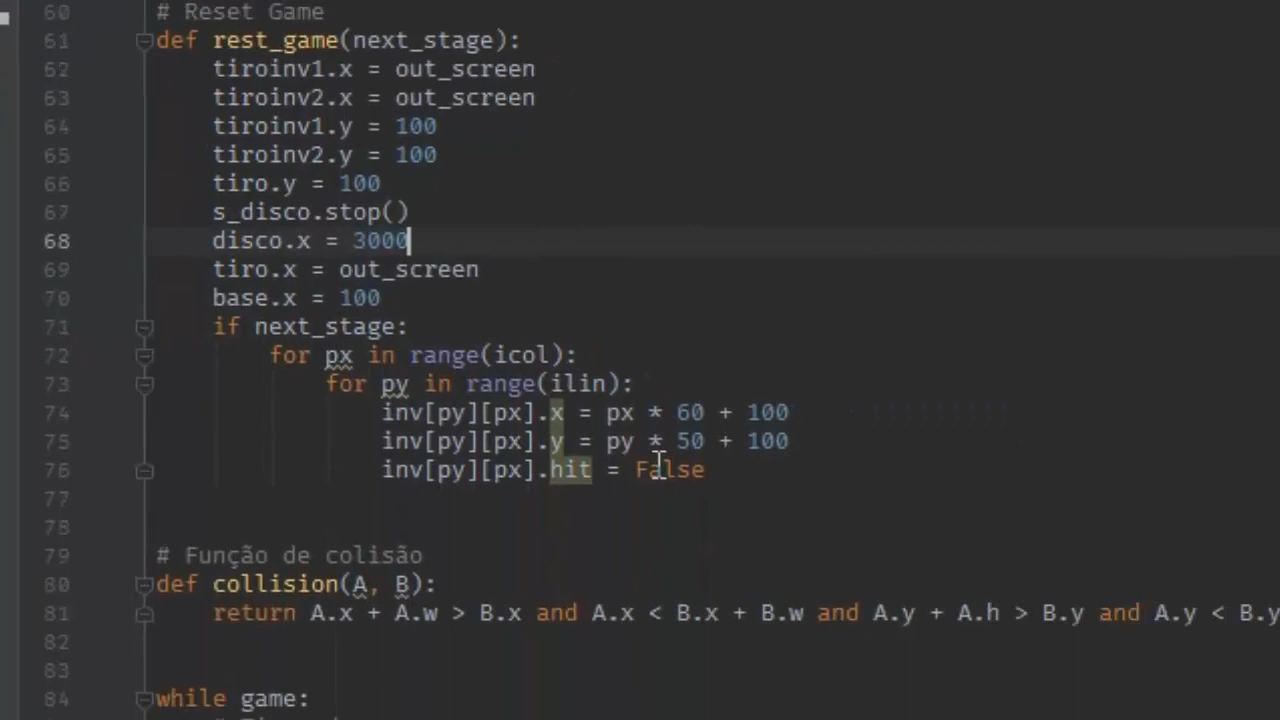 60 # Reset Game
61 def rest_game(next_stage):
62 tiroinv1.x = out_screen
63 tiroinv2.x = out_screen
64 tiroinv1.y = 100
65 tiroinv2.y = 100
66 tiro.y = 100
67 s_disco.stop()
68 disco.x = 3000
69 tiro.x = out_screen
70 base.x = 100
71 if next_stage:
72 for px in range(icol):
73 for py in range(ilin):
74 inv[py][px].x = px * 60 + 100
75 inv[py][px].y = py * 50 + 100
76 inv[py][px].hit = False
77
78
79 # Função de colisão
80 def collision(A, B):
81 return A.x + A.w > B.x and A.x < B.x + B.w and A.y + A.h > B.y and A.y < B.y
82
83
84 while game: